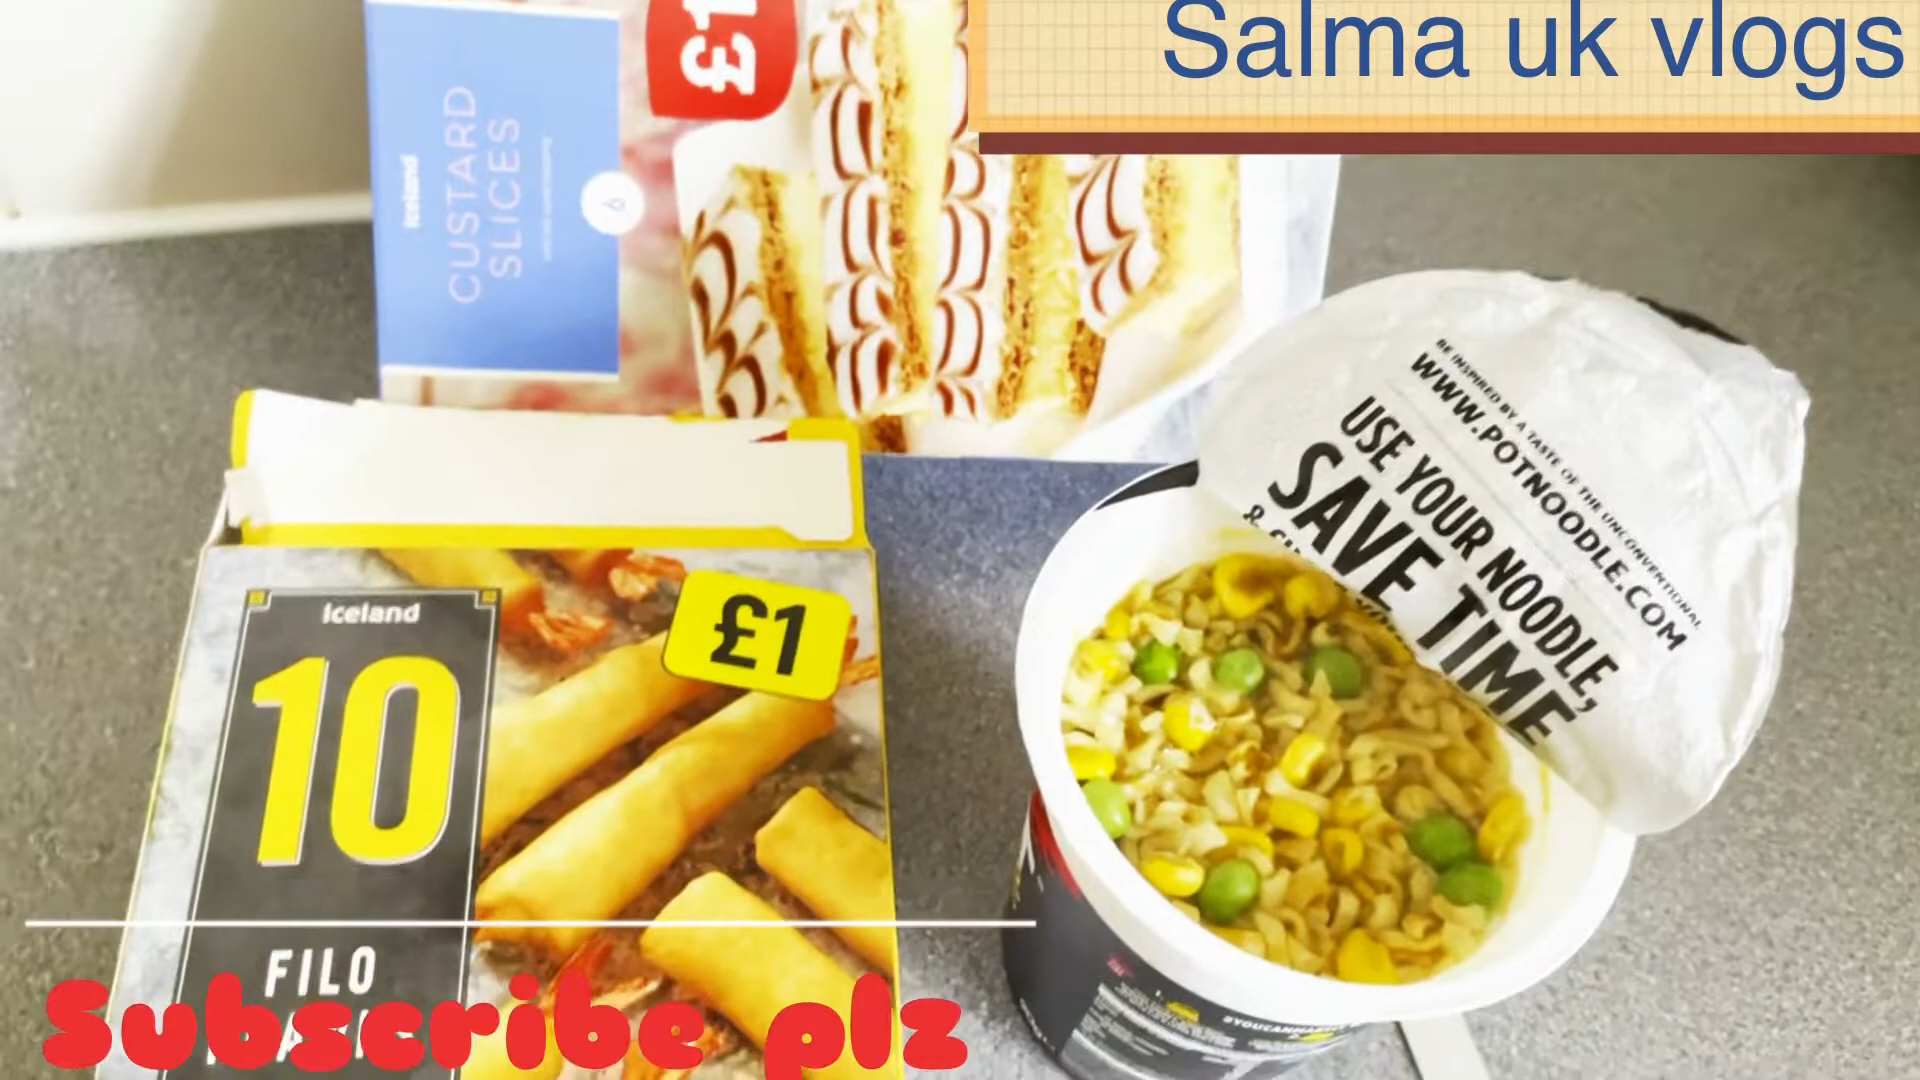 Salma uk vlogs
£1
Iceland
CUSTARD
SLICES
6
BE INSPIRED BY A TASTE OF THE UNCONVENTIONAL
WWW.POTNOODLE.COM
USE YOUR NOODLE,
SAVE TIME
Iceland
10
£1
FILO
Subscribe plz